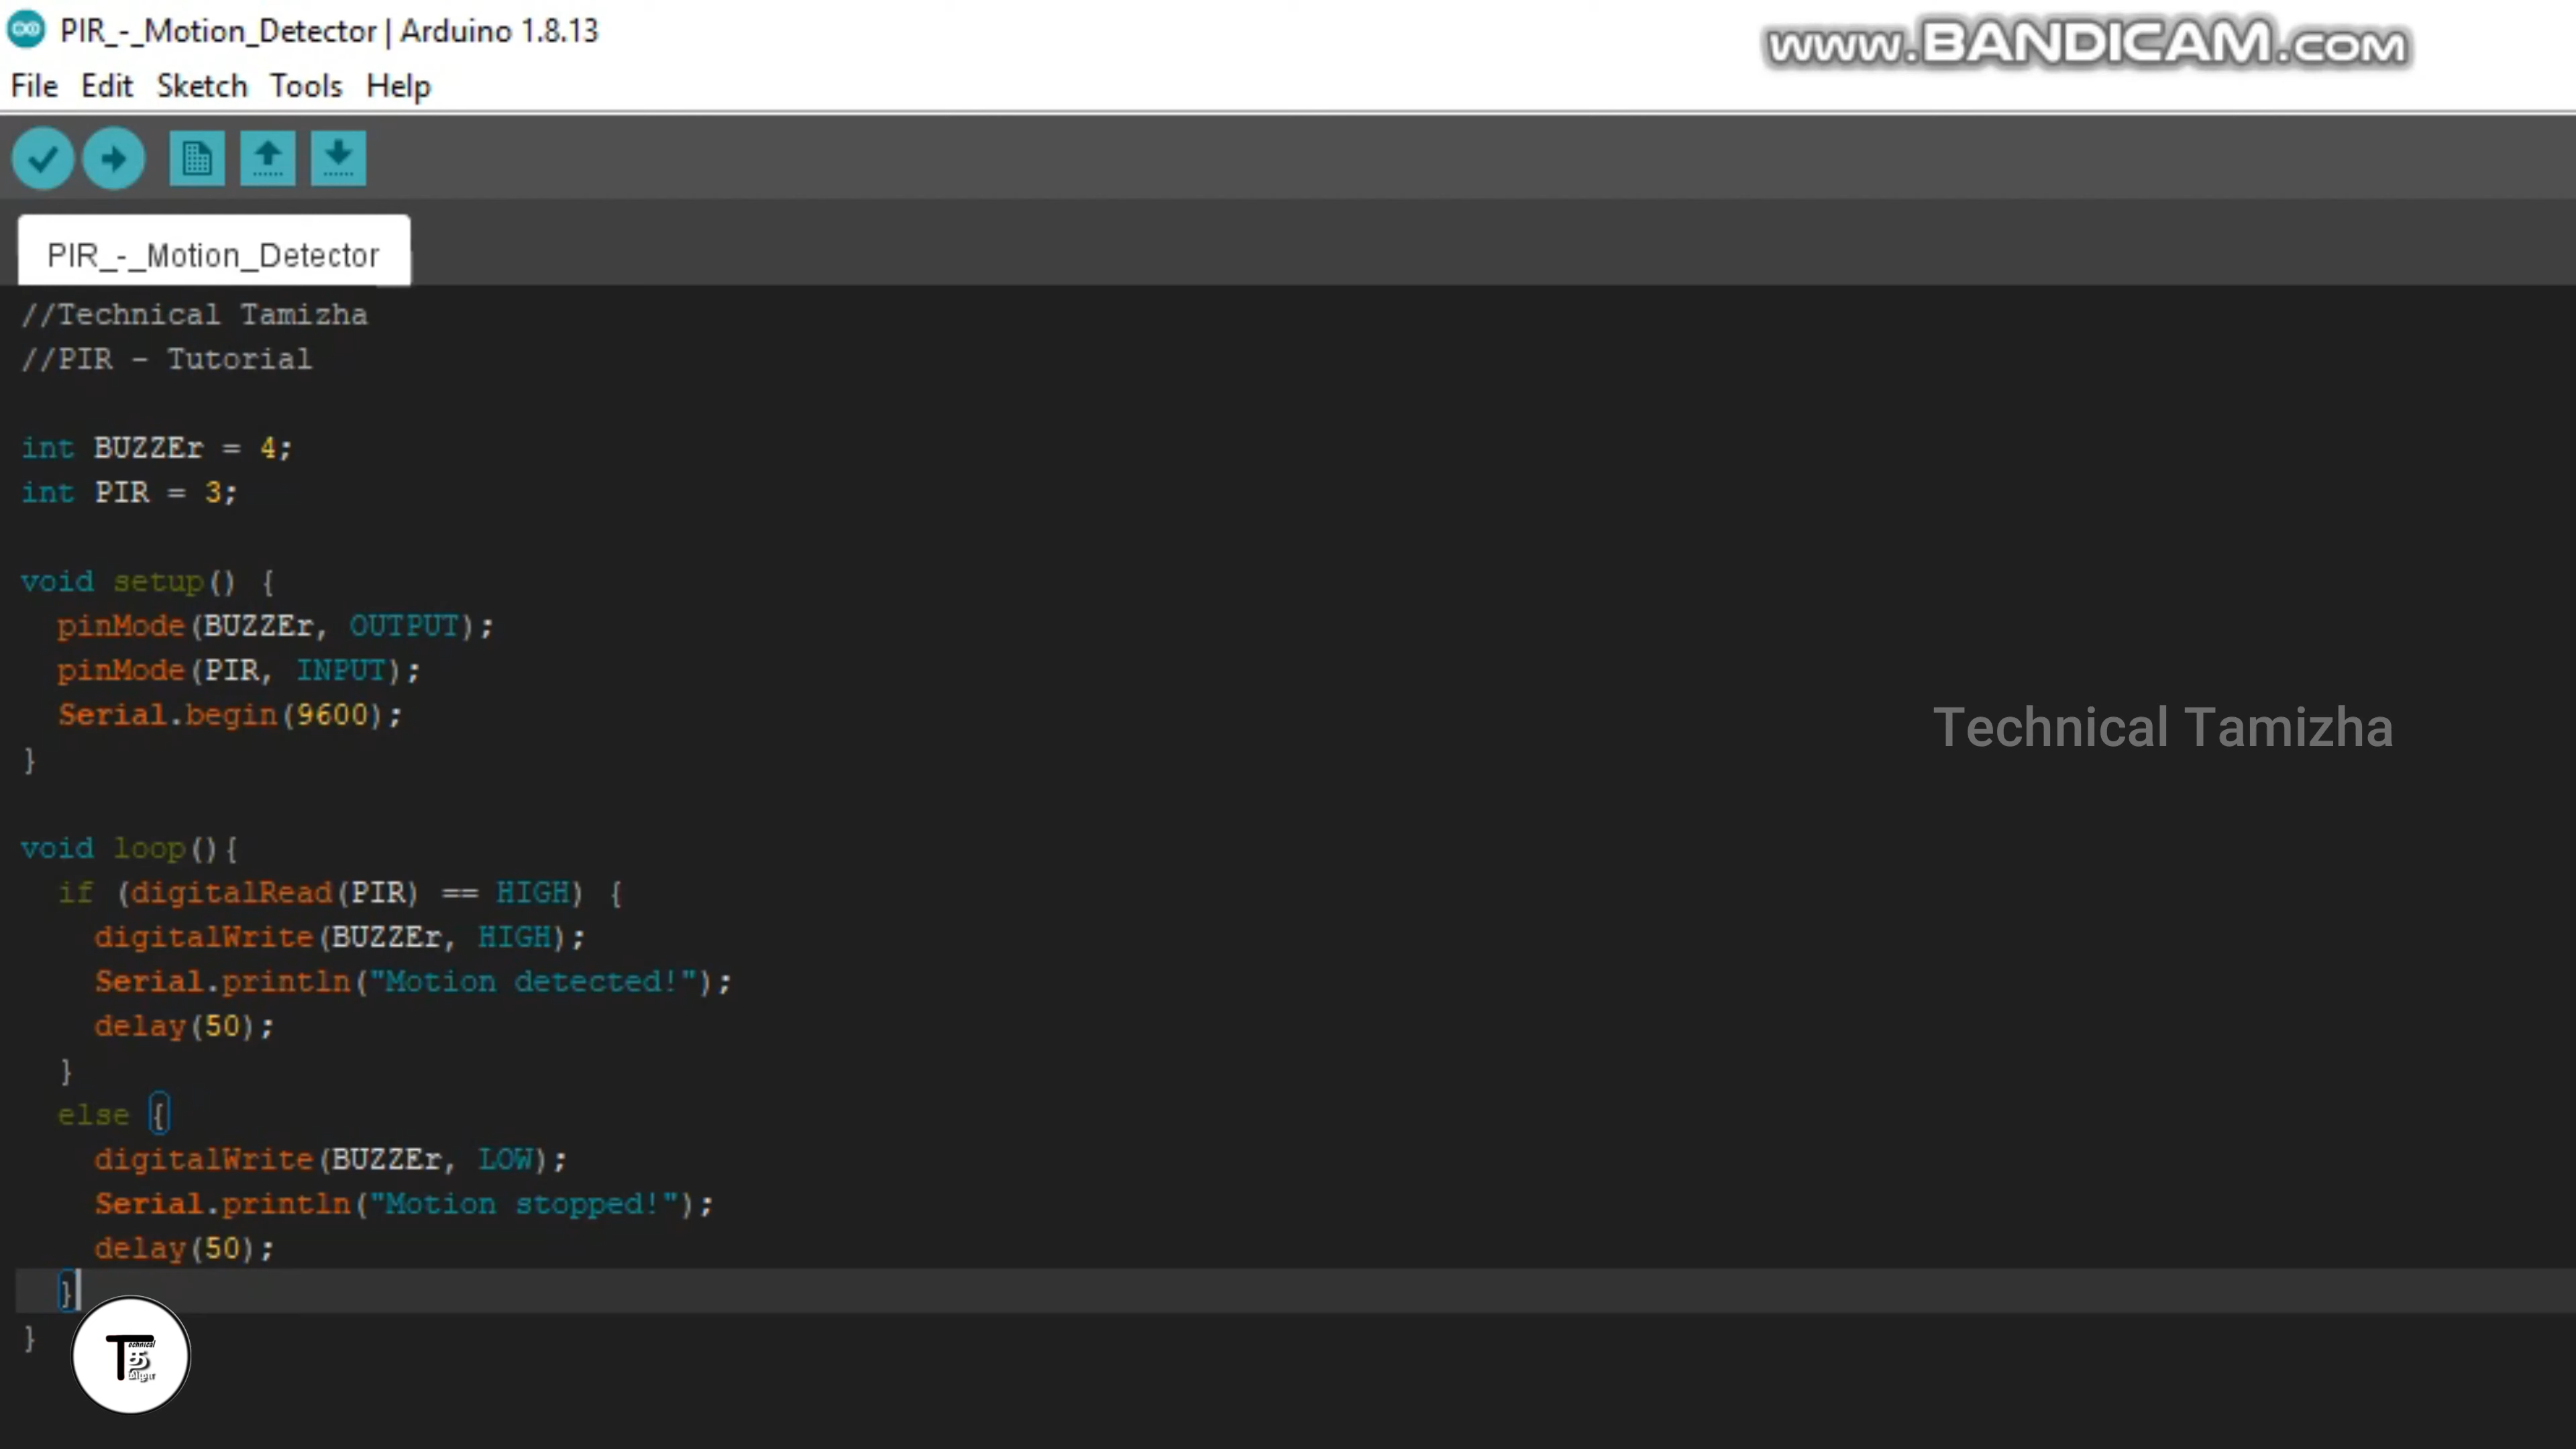 PIR_-_Motion_Detector | Arduino 1.8.13
www.BANDICAM.com
File Edit Sketch Tools Help
PIR_-_Motion_Detector
//Technical Tamizha
//PIR - Tutorial
int BUZZEr = 4;
int PIR = 3;
void setup() {
pinMode(BUZZEr, OUTPUT);
pinMode(PIR, INPUT);
Serial.begin(9600);
}
Technical Tamizha
void loop(){
if (digitalRead(PIR) == HIGH) {
digitalWrite(BUZZEr, HIGH);
Serial.println("Motion detected!");
delay(50);
}
else {
digitalWrite(BUZZEr, LOW);
Serial.println("Motion stopped!");
delay(50);
}
}
Technical